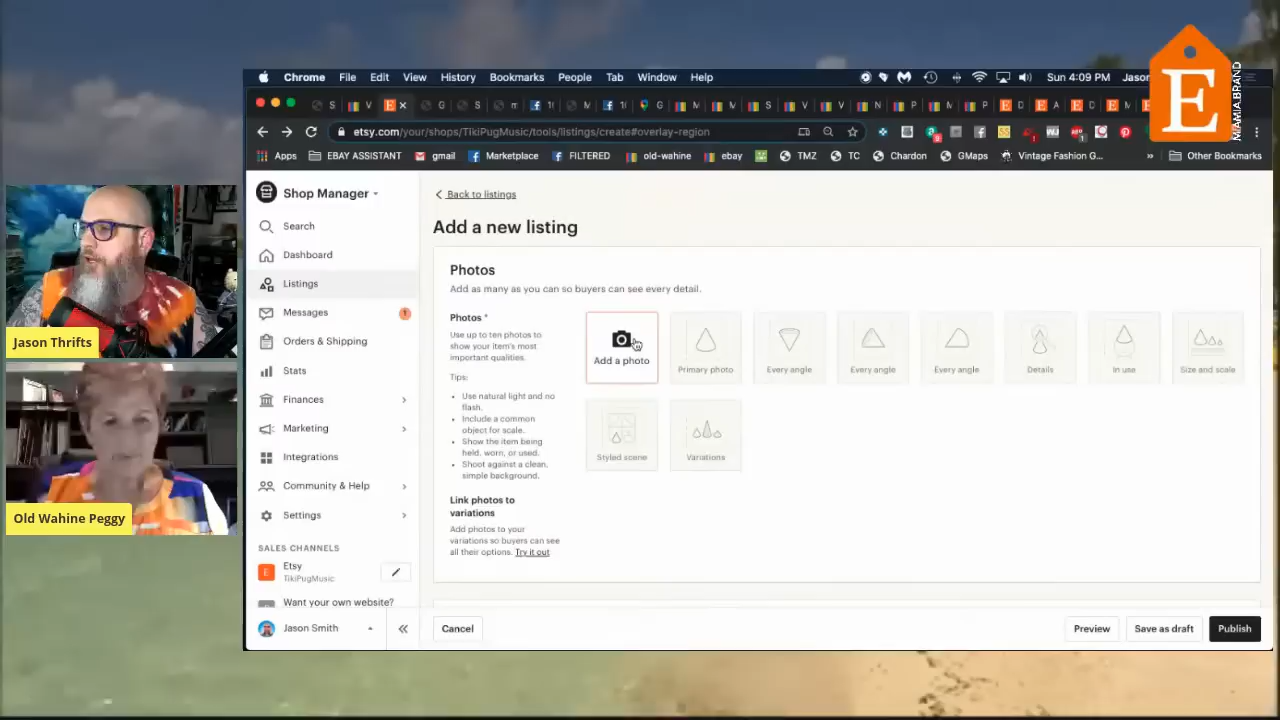 E
MAMIA.BRAND
Chrome File Edit View History Bookmarks People Tab Window Help
Sun 4:09 PM Jason
etsy.com/your/shops/TikiPugMusic/tools/listings/create#overlay-region
Apps EBAY ASSISTANT gmail Marketplace FILTERED old-wahine ebay TMZ TC Chardon GMaps Vintage Fashion G... » Other Bookmarks
Shop Manager
Search
Dashboard
Listings
Messages 1
Orders & Shipping
Stats
Finances
Marketing
Integrations
Community & Help
Settings
SALES CHANNELS
E Etsy
TikiPugMusic
Want your own website?
Jason Smith
Back to listings
Add a new listing
Photos
Add as many as you can so buyers can see every detail.
Photos *
Use up to ten photos to
show your item's most
important qualities.
Tips:
• Use natural light and no
flash.
• Include a common
object for scale.
• Show the item being
held, worn, or used.
• Shoot against a clean,
simple background.
Link photos to
variations
Add photos to your
variations so buyers can see
all their options. Try it out
Add a photo
Primary photo
Every angle
Every angle
Every angle
Details
In use
Size and scale
Styled scene
Variations
Cancel
Preview
Save as draft
Publish
Jason Thrifts
Old Wahine Peggy